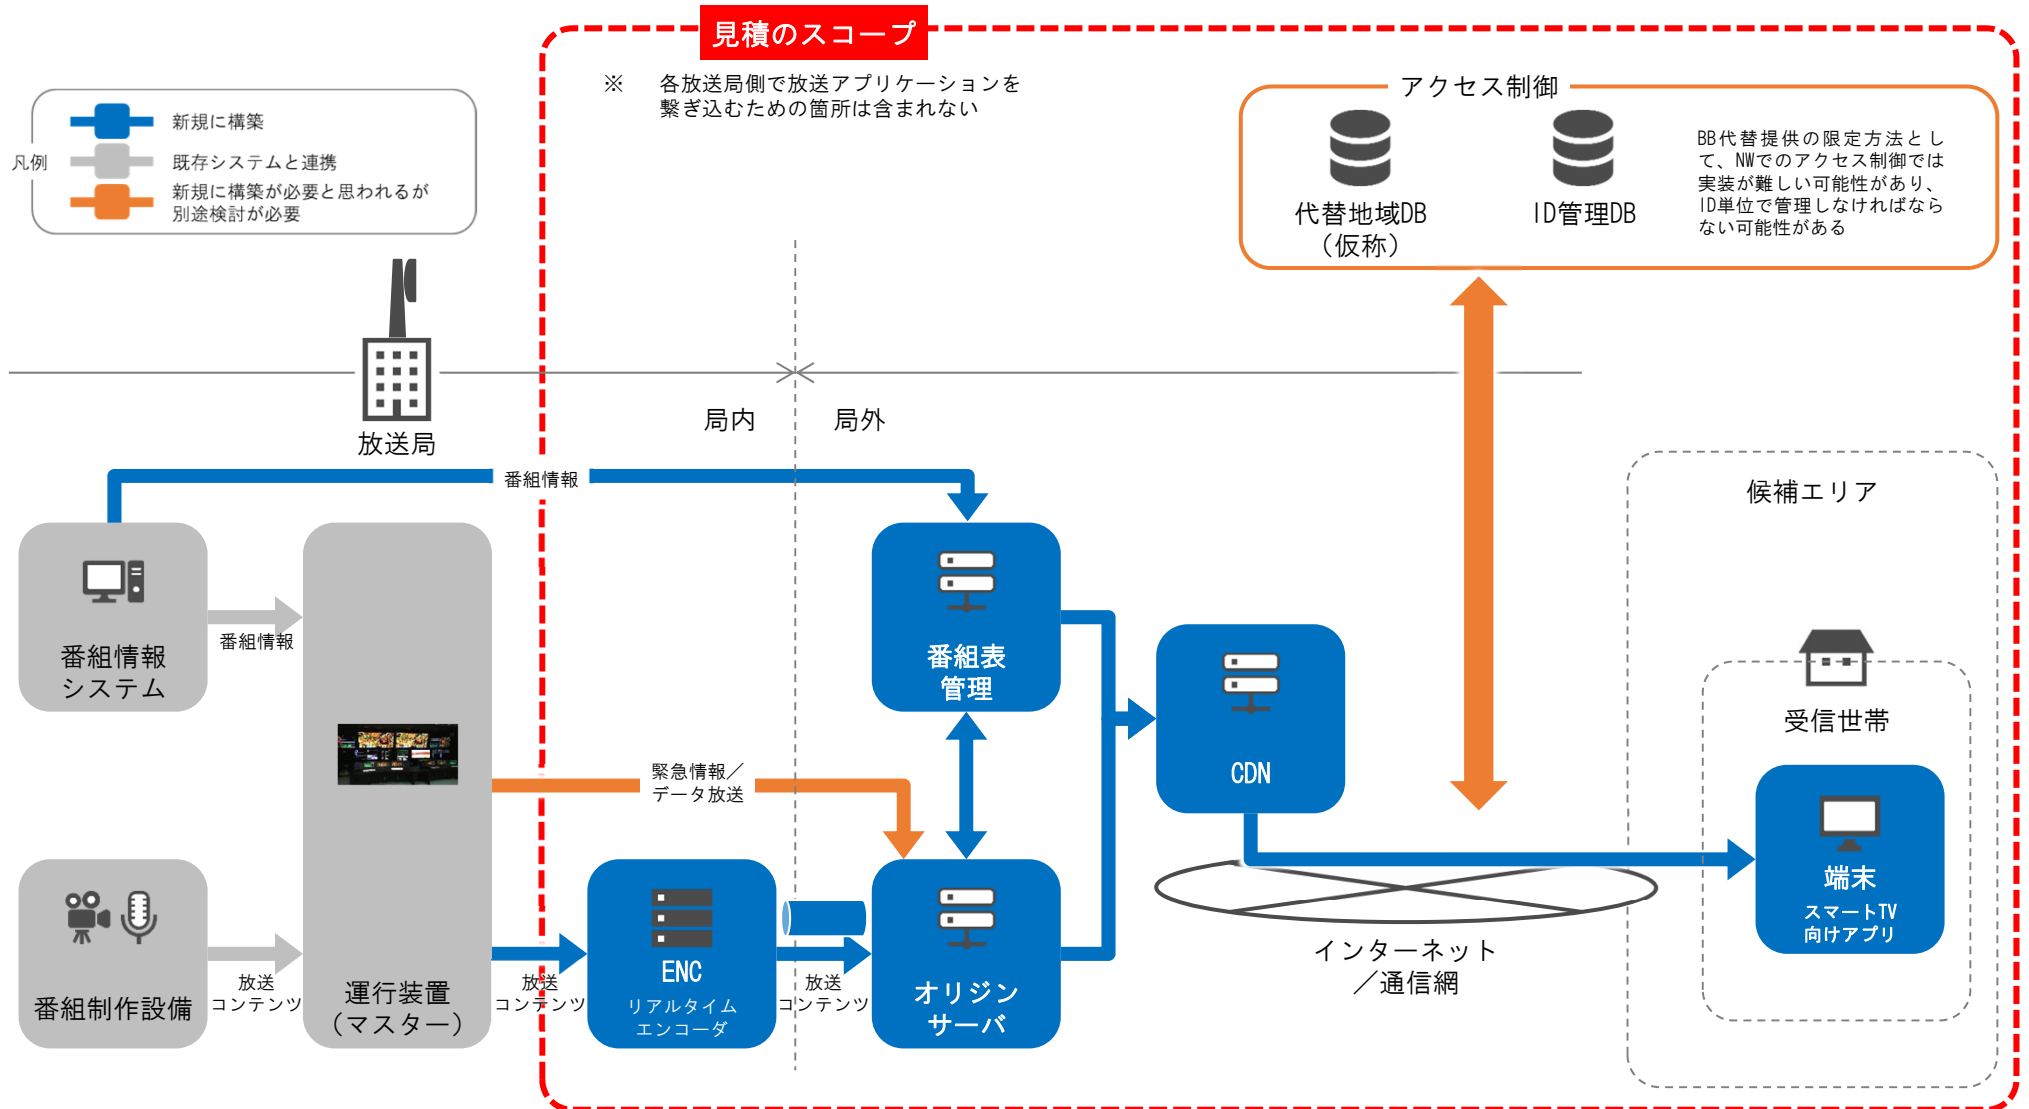 見積のスコープ
※ 各放送局側で放送アプリケーションを
繋ぎ込むための箇所は含まれない
凡例
新規に構築
既存システムと連携
新規に構築が必要と思われるが
別途検討が必要
アクセス制御
代替地域DB
（仮称）
ID管理DB
BB代替提供の限定方法とし
て、NWでのアクセス制御では
実装が難しい可能性があり、
ID単位で管理しなければなら
ない可能性がある
放送局
局内
局外
番組情報
候補エリア
番組情報
システム
番組情報
番組表
管理
受信世帯
CDN
緊急情報／
データ放送
端末
スマートTV
向けアプリ
番組制作設備
放送
コンテンツ
運行装置
（マスター）
放送
コンテンツ
ENC
リアルタイム
エンコーダ
放送
コンテンツ
オリジン
サーバ
インターネット
／通信網